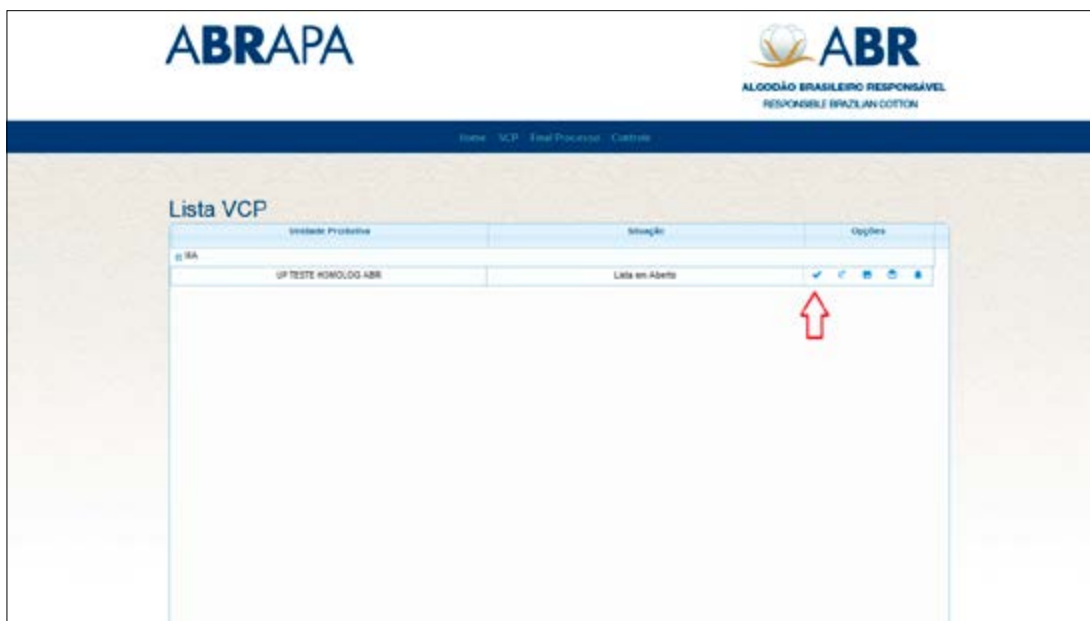 ABRAPA
ABR
ALGODÃO BRASILEIRO RESPONSÁVEL
RESPONSIBLE BRAZILIAN COTTON
Home VCP Final Processo Controle
Lista VCP
Unidade Produtiva Situação Opções
MA
UP TESTE HOMOLOG ABR Lista em Aberto